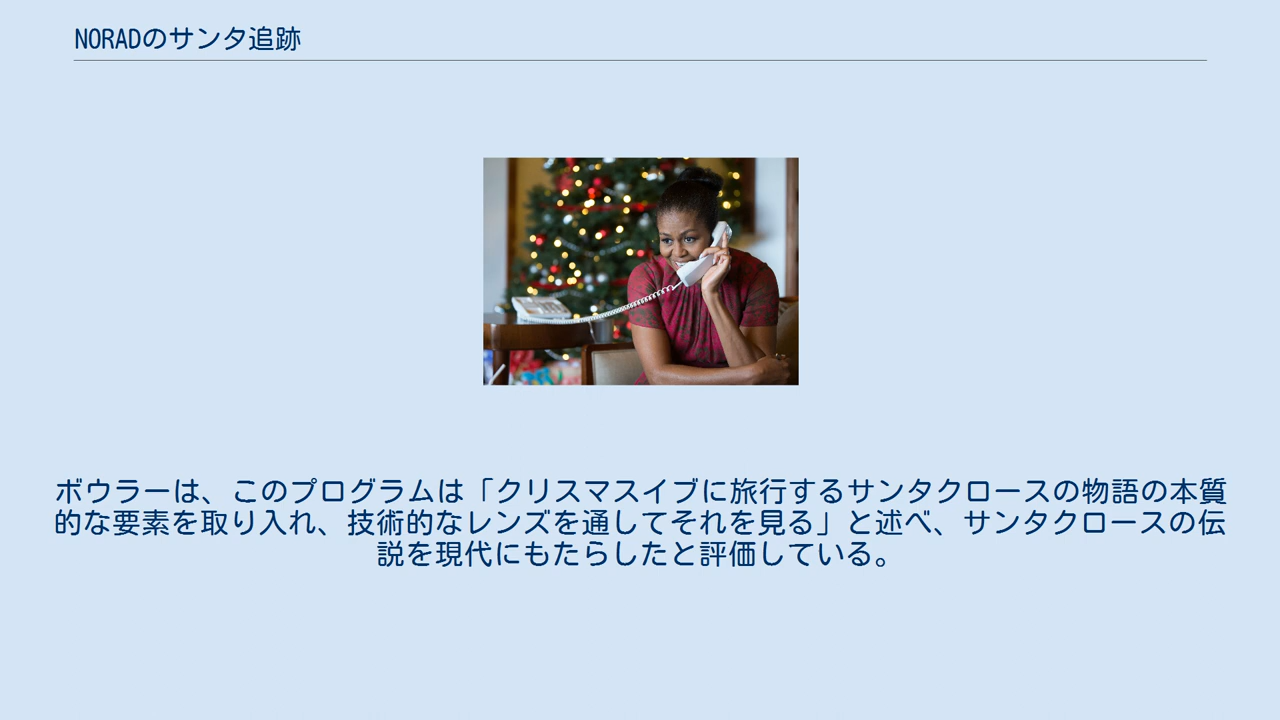 NORADのサンタ追跡
ボウラーは、このプログラムは「クリスマスイブに旅行するサンタクロースの物語の本質
的な要素を取り入れ、技術的なレンズを通してそれを見る」と述べ、サンタクロースの伝
説を現代にもたらしたと評価している。